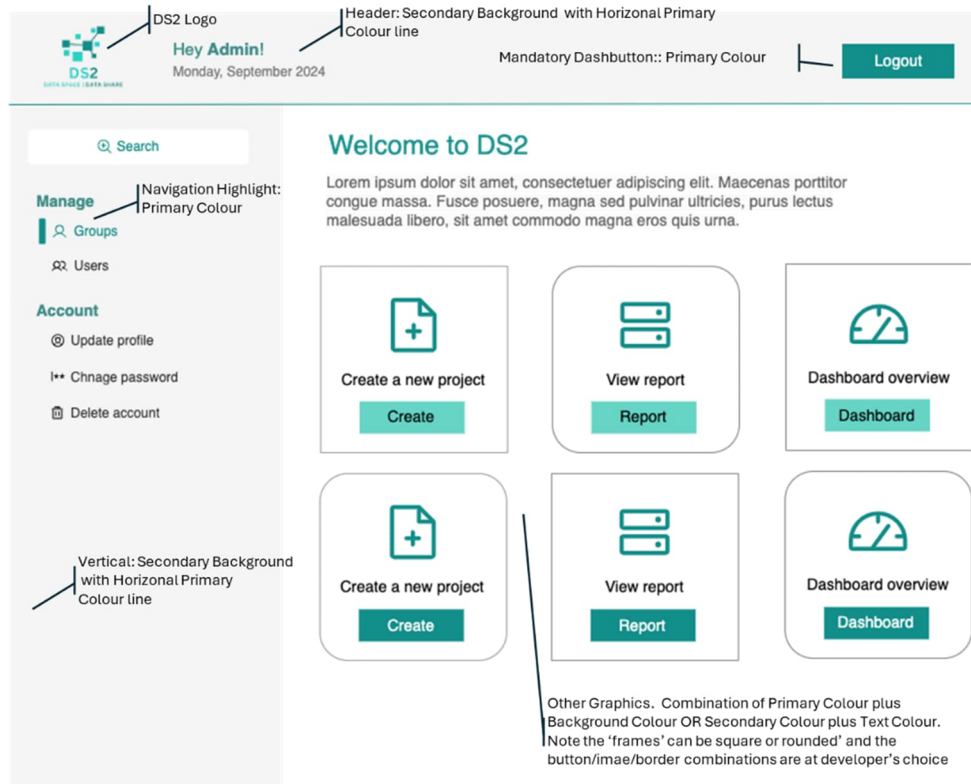 DS2 Logo
Header: Secondary Background with Horizonal Primary
Colour line
DS2
DATA SPACE | DATA SHARE
Hey Admin!
Monday, September 2024
Mandatory Dashbutton:: Primary Colour
Logout
Search
Manage
Navigation Highlight:
Primary Colour
Groups
Users
Account
Update profile
Chnage password
Delete account
Vertical: Secondary Background
with Horizonal Primary
Colour line
Welcome to DS2
Lorem ipsum dolor sit amet, consectetuer adipiscing elit. Maecenas porttitor
congue massa. Fusce posuere, magna sed pulvinar ultricies, purus lectus
malesuada libero, sit amet commodo magna eros quis urna.
Create a new project
Create
View report
Report
Dashboard overview
Dashboard
Create a new project
Create
View report
Report
Dashboard overview
Dashboard
Other Graphics. Combination of Primary Colour plus
Background Colour OR Secondary Colour plus Text Colour.
Note the ‘frames’ can be square or rounded’ and the
button/imae/border combinations are at developer’s choice